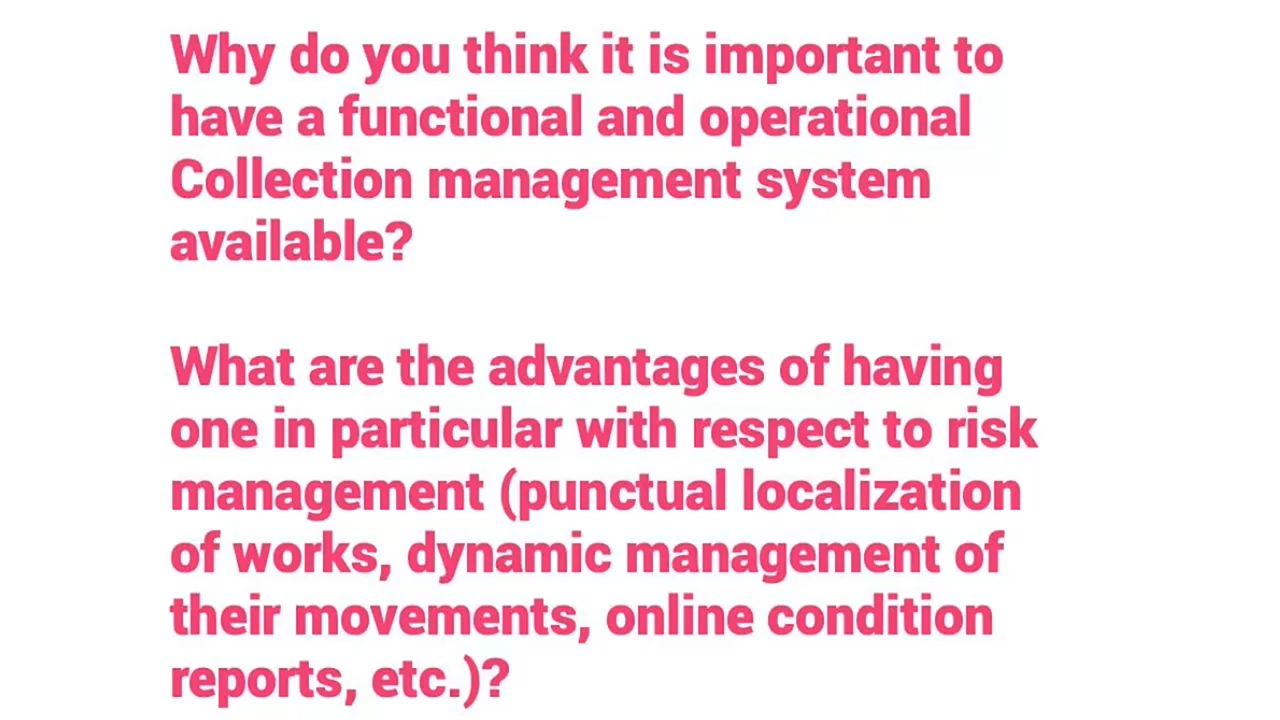 Why do you think it is important to
have a functional and operational
Collection management system
available?
What are the advantages of having
one in particular with respect to risk
management (punctual localization
of works, dynamic management of
their movements, online condition
reports, etc.)?